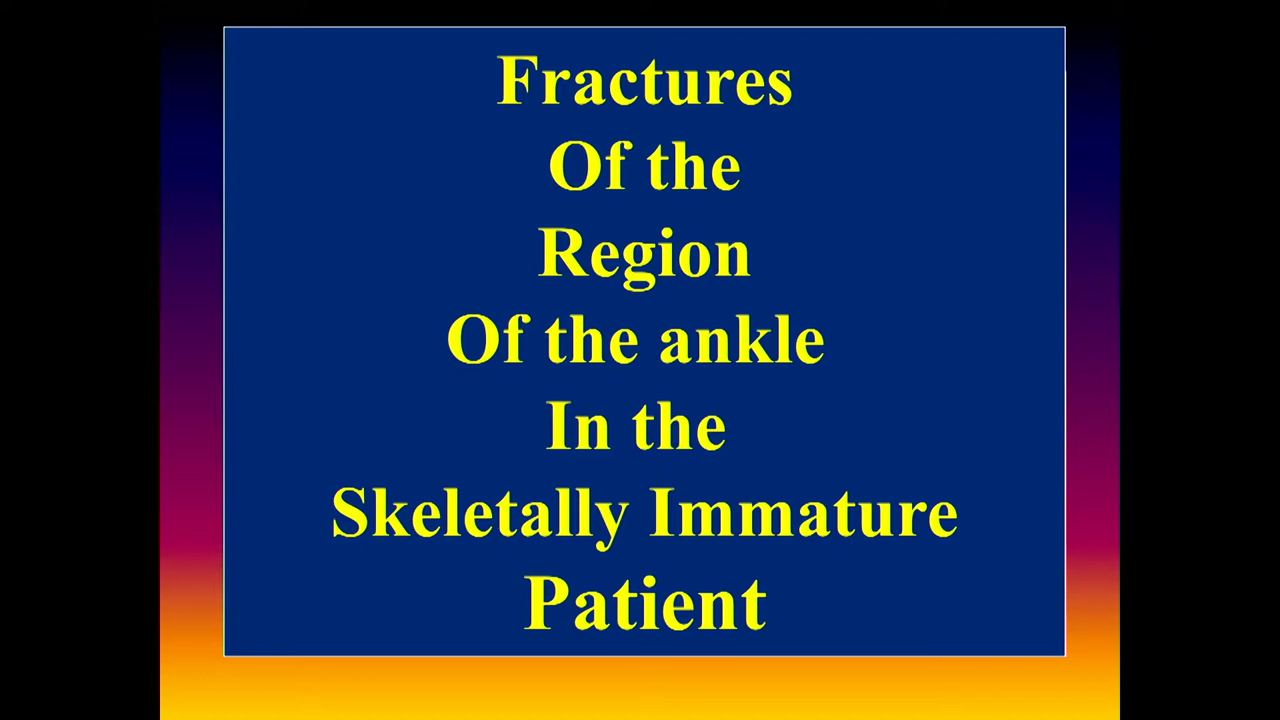 Fractures
Of the
Region
Of the ankle
In the
Skeletally Immature
Patient